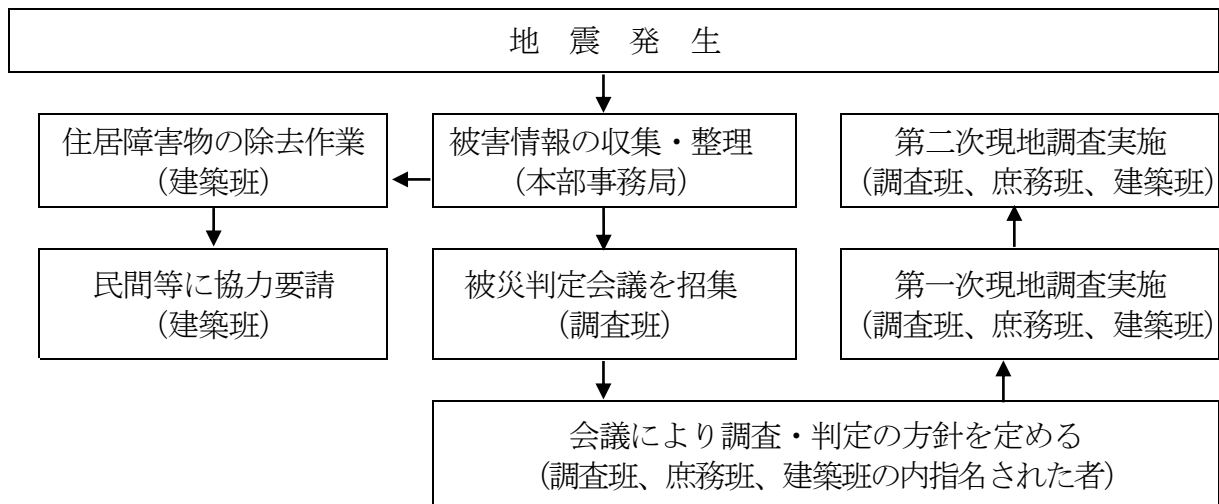 地 震 発 生
住居障害物の除去作業
（建築班）
被害情報の収集・整理
（本部事務局）
第二次現地調査実施
（調査班、庶務班、建築班）
民間等に協力要請
（建築班）
被災判定会議を招集
（調査班）
第一次現地調査実施
（調査班、庶務班、建築班）
会議により調査・判定の方針を定める
（調査班、庶務班、建築班の内指名された者）